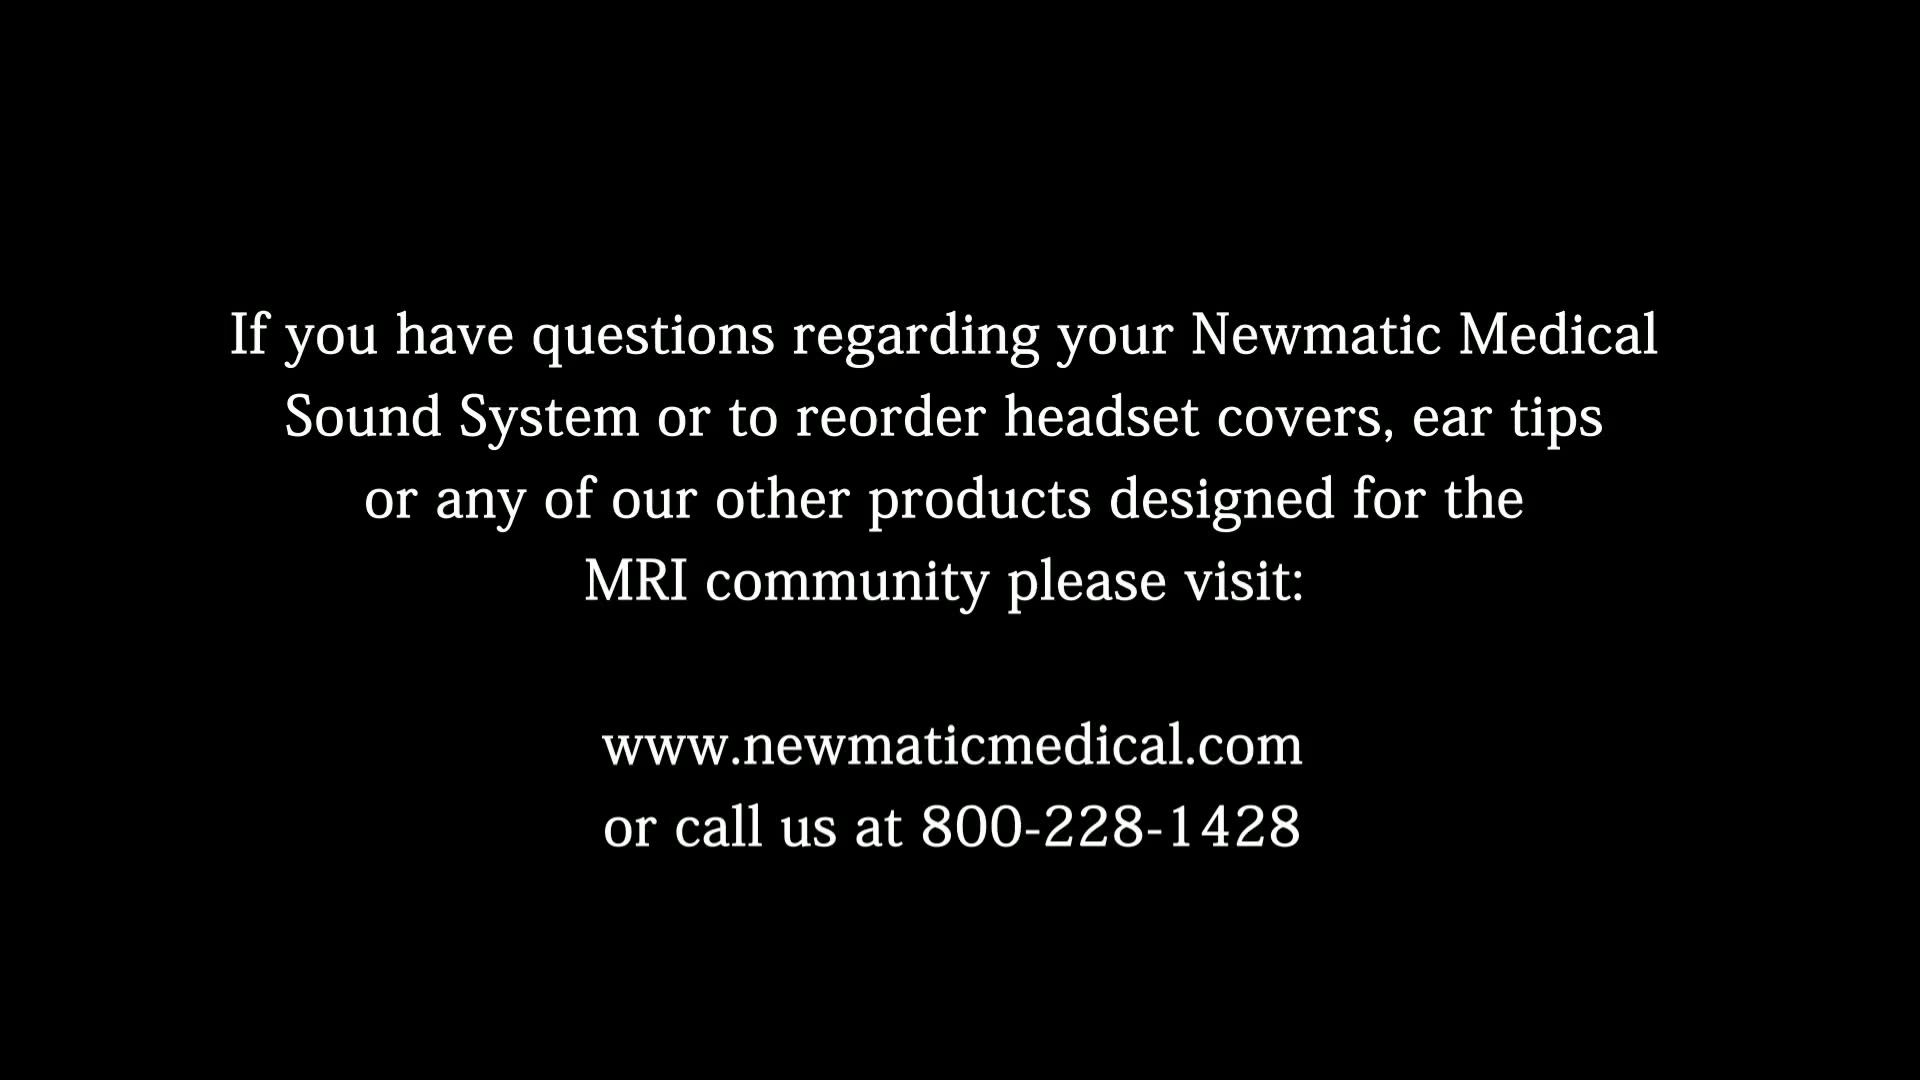 If you have questions regarding your Newmatic Medical
Sound System or to reorder headset covers, ear tips
or any of our other products designed for the
MRI community please visit:
www.newmaticmedical.com
or call us at 800-228-1428